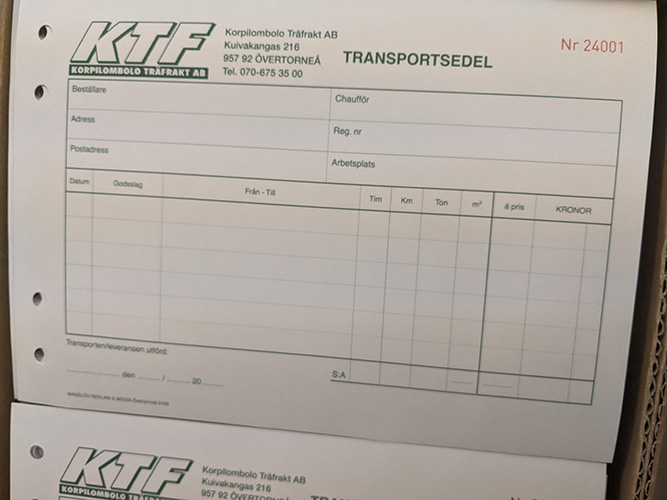 KTF
KORPILOMBOLO TRÄFRAKT AB
Korpilombolo Träfrakt AB
Kuivakangas 216
957 92 ÖVERTORNEÅ
Tel. 070-675 35 00
TRANSPORTSEDEL
Nr 24001
Beställare
Chaufför
Adress
Reg. nr
Postadress
Arbetsplats
Datum Godsslag Från - Till Tim Km Ton m³ á pris KRONOR
Transporten/leveransen utförd:
den / 20
S:A
KTF
KORPILOMBOLO TRÄFRAKT AB
Korpilombolo Träfrakt AB
Kuivakangas 216
957 92 ÖVERTORNEÅ